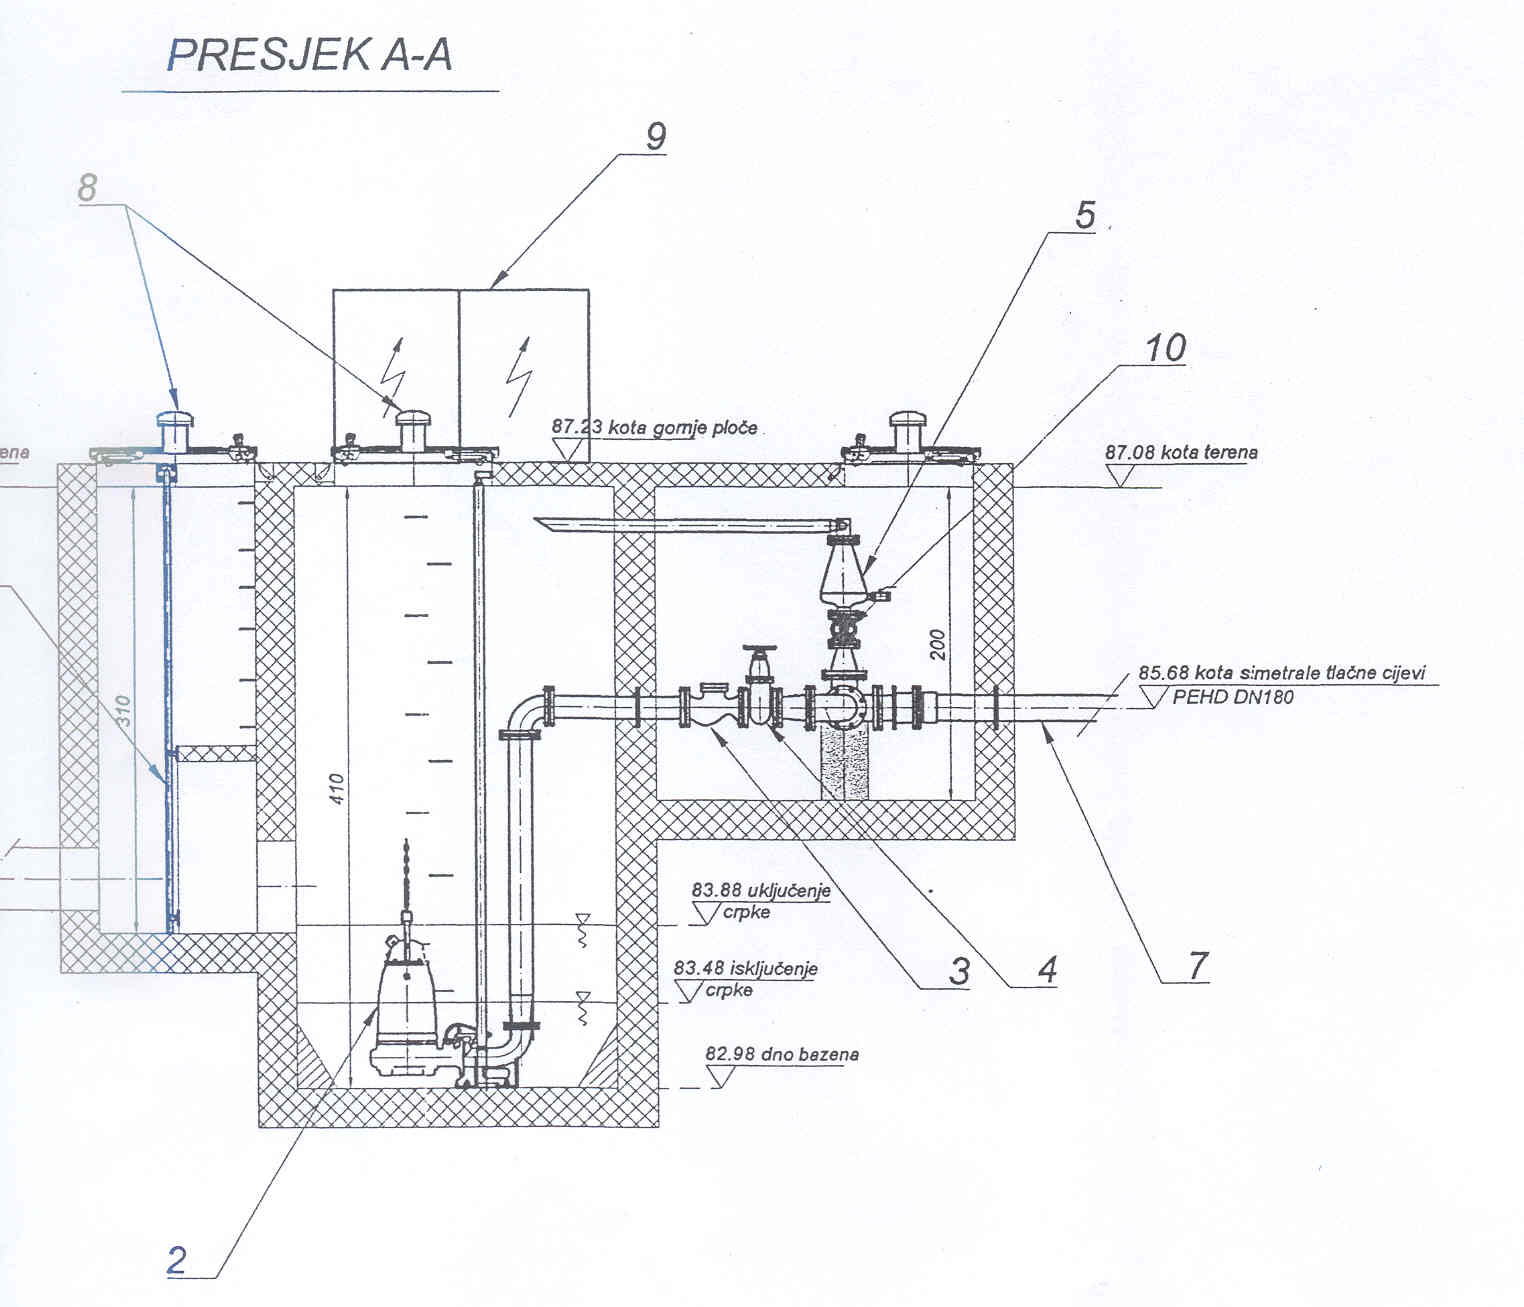 PRESJEK A-A
9
8
5
10
87.23 kota gornje ploče
87.08 kota terena
200
85.68 kota simetrale tlačne cijevi
PEHD DN180
310
410
83.88 uključenje
crpke
83.48 isključenje
crpke
3
4
7
82.98 dno bazena
2